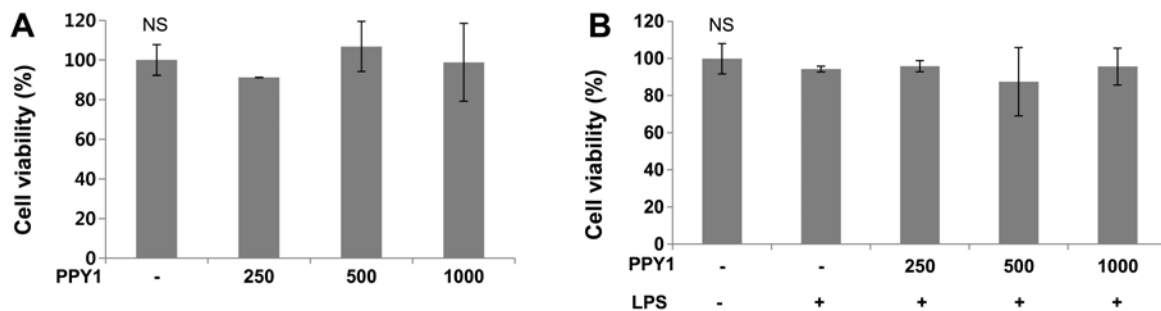 A
NS
Cell viability (%)
120
100
80
60
40
20
0
PPY1 - 250 500 1000
B
NS
Cell viability (%)
120
100
80
60
40
20
0
PPY1 - - 250 500 1000
LPS - + + + +